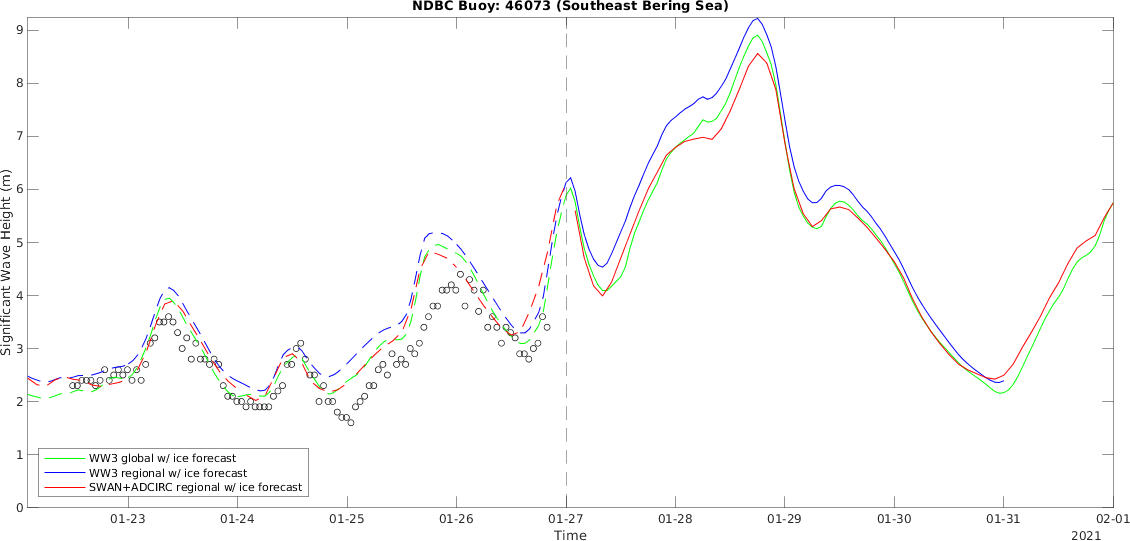 NDBC Buoy: 46073 (Southeast Bering Sea)
Significant Wave Height (m)
9
8
7
6
5
4
3
2
1
0
WW3 global w/ ice forecast
WW3 regional w/ ice forecast
SWAN+ADCIRC regional w/ ice forecast
01-23 01-24 01-25 01-26 01-27 01-28 01-29 01-30 01-31 02-01
Time 2021